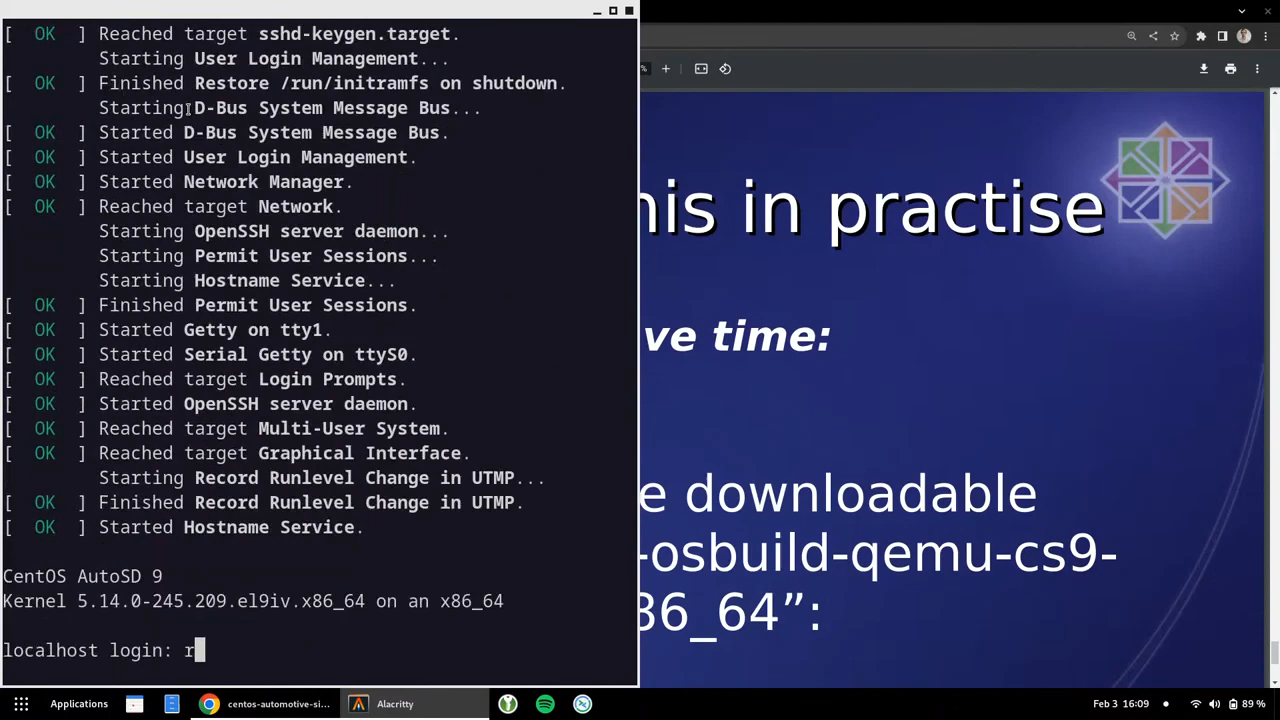 [  OK  ] Reached target sshd-keygen.target.
Starting User Login Management...
[  OK  ] Finished Restore /run/initramfs on shutdown.
Starting D-Bus System Message Bus...
[  OK  ] Started D-Bus System Message Bus.
[  OK  ] Started User Login Management.
[  OK  ] Started Network Manager.
[  OK  ] Reached target Network.
Starting OpenSSH server daemon...
Starting Permit User Sessions...
Starting Hostname Service...
[  OK  ] Finished Permit User Sessions.
[  OK  ] Started Getty on tty1.
[  OK  ] Started Serial Getty on ttyS0.
[  OK  ] Reached target Login Prompts.
[  OK  ] Started OpenSSH server daemon.
[  OK  ] Reached target Multi-User System.
[  OK  ] Reached target Graphical Interface.
Starting Record Runlevel Change in UTMP...
[  OK  ] Finished Record Runlevel Change in UTMP.
[  OK  ] Started Hostname Service.
CentOS AutoSD 9
Kernel 5.14.0-245.209.el9iv.x86_64 on an x86_64
localhost login: r
%
his in practise
ve time:
e downloadable
-osbuild-qemu-cs9-
86_64”:
Applications
centos-automotive-si...
Alacritty
Feb 3 16:09
89 %